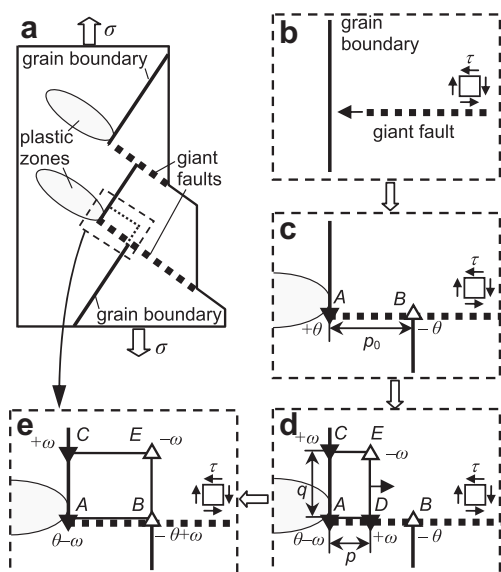 a
σ
grain boundary
plastic
zones
giant
faults
grain boundary
σ
b
grain
boundary
τ
giant fault
c
τ
A
B
+θ
p₀
−θ
d
+ω
C
E
−ω
τ
q
A
D
B
θ−ω
+ω
−θ
p
e
+ω
C
E
−ω
τ
A
B
θ−ω
−θ+ω